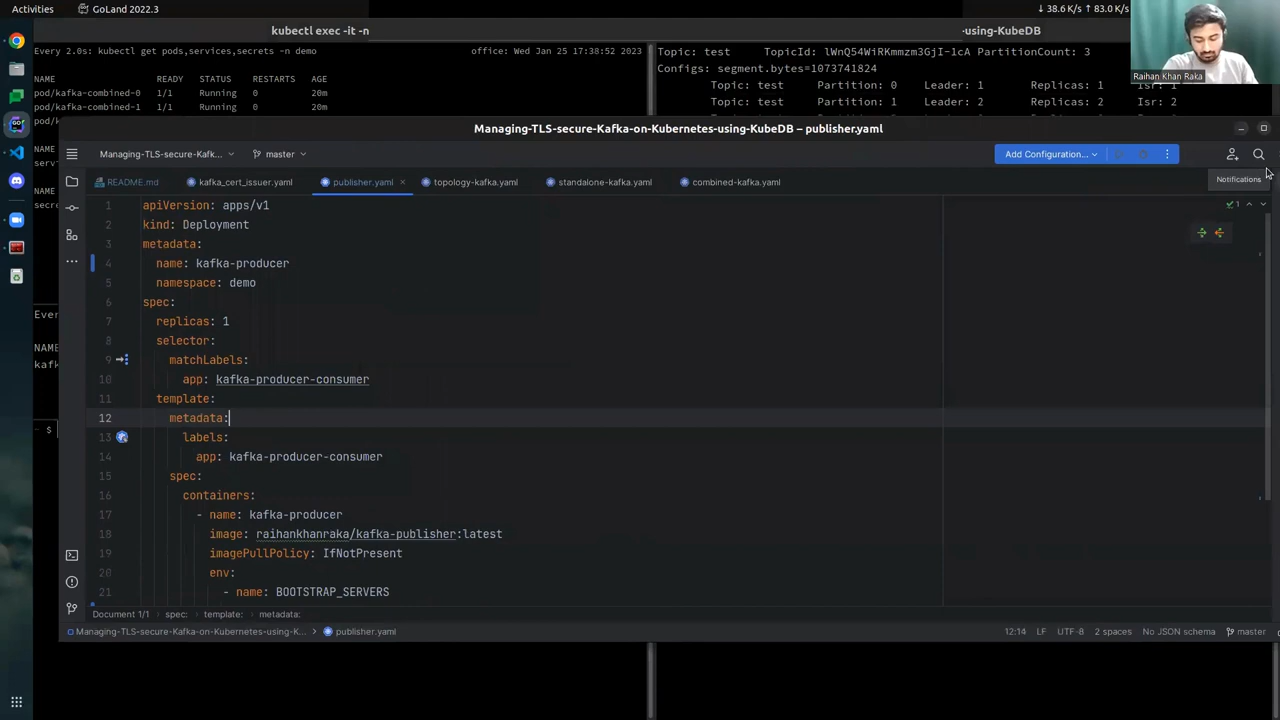 Activities
GoLand 2022.3
↓ 38.6 K/s ↑ 83.0 K/s
kubectl exec -it -n
-using-KubeDB
Every 2.0s: kubectl get pods,services,secrets -n demo
office: Wed Jan 25 17:38:52 2023
NAME READY STATUS RESTARTS AGE
pod/kafka-combined-0 1/1 Running 0 20m
pod/kafka-combined-1 1/1 Running 0 20m
Topic: test TopicId: lWnQ54WiRKmmzm3GjI-1cA PartitionCount: 3
Configs: segment.bytes=1073741824
Topic: test Partition: 0 Leader: 1 Replicas: 1 Isr: 1
Topic: test Partition: 1 Leader: 2 Replicas: 2 Isr: 2
Raihan Khan Raka
NAME
NAME
NAME
Managing-TLS-secure-Kafka-on-Kubernetes-using-KubeDB – publisher.yaml
Managing-TLS-secure-Kafk...
master
Add Configuration...
README.md
kafka_cert_issuer.yaml
publisher.yaml
topology-kafka.yaml
standalone-kafka.yaml
combined-kafka.yaml
Notifications
1
1 apiVersion: apps/v1
2 kind: Deployment
3 metadata:
4 name: kafka-producer
5 namespace: demo
6 spec:
7 replicas: 1
8 selector:
9 matchLabels:
10 app: kafka-producer-consumer
11 template:
12 metadata:
13 labels:
14 app: kafka-producer-consumer
15 spec:
16 containers:
17 - name: kafka-producer
18 image: raihankhanraka/kafka-publisher:latest
19 imagePullPolicy: IfNotPresent
20 env:
21 - name: BOOTSTRAP_SERVERS
Document 1/1 spec: template: metadata:
Managing-TLS-secure-Kafka-on-Kubernetes-using-K... publisher.yaml
12:14 LF UTF-8 2 spaces No JSON schema master
~ $